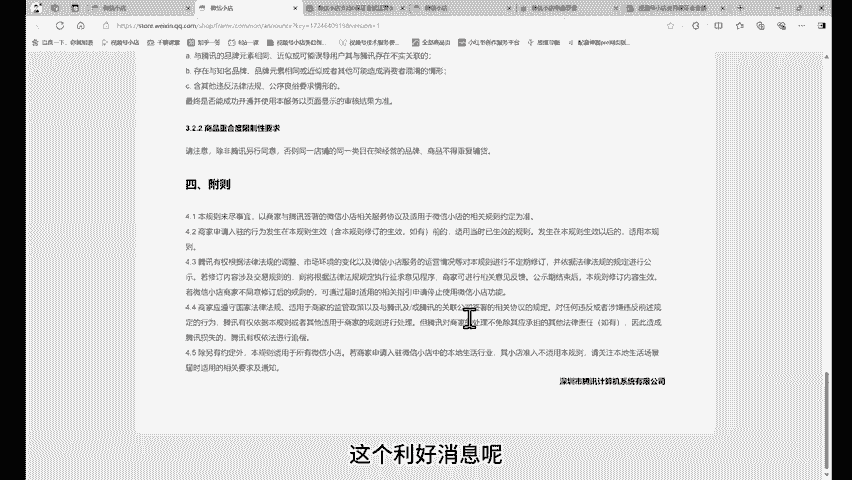 微信小店
微信小店
微信小店
https://store.weixin.qq.com/shop/
a. 与腾讯的品牌元素相同、近似或可能误导用户其与腾讯存在不实关联的;
b. 存在与知名品牌、品牌元素相同或近似或者其他可能造成消费者混淆的情形;
c. 含其他违反法律法规、公序良俗要求情形的。
最终是否能成功开通并使用本服务以页面显示的审核结果为准。
3.2.2 商品重合度限制性要求
请注意,除非腾讯另行同意,否则同一店铺的同一类目在架经营的品牌、商品不得重复铺货。
四、附则
4.1 本规则未尽事宜,以商家与腾讯签署的微信小店相关服务协议及适用于微信小店的相关规则约定为准。
4.2 商家申请入驻的行为发生在本规则生效(含本规则修订的生效,如有)前的,适用当时已生效的规则。发生在本规则生效以后的,适用本规
则。
4.3 腾讯有权根据法律法规的调整、市场环境的变化以及微信小店服务的运营情况等对本规则进行不定期修订,并依据法律法规的规定进行公
示。若修订内容涉及交易规则的,则将根据法律法规规定执行征求意见程序,商家可进行相关意见反馈。公示期结束后,本规则修订内容生效。
若微信小店商家不同意修订后的规则的,可通过届时适用的相关指引申请停止使用微信小店功能。
4.4 商家应遵守国家法律法规、适用于商家的监管政策以及与腾讯及/或腾讯的关联公司签署的相关协议的规定。对任何违反或者涉嫌违反前述规
定的行为,腾讯有权依据本规则或者其他适用于商家的规则进行处理。但腾讯对商家的处理不免除其应承担的其他法律责任(如有),因此造成
腾讯损失的,腾讯有权依法进行追偿。
4.5 除另有约定外,本规则适用于所有微信小店。若商家申请入驻微信小店中的本地生活行业,其小店准入不适用本规则,请关注本地生活场景
届时适用的相关要求及通知。
深圳市腾讯计算机系统有限公司
这个利好消息呢